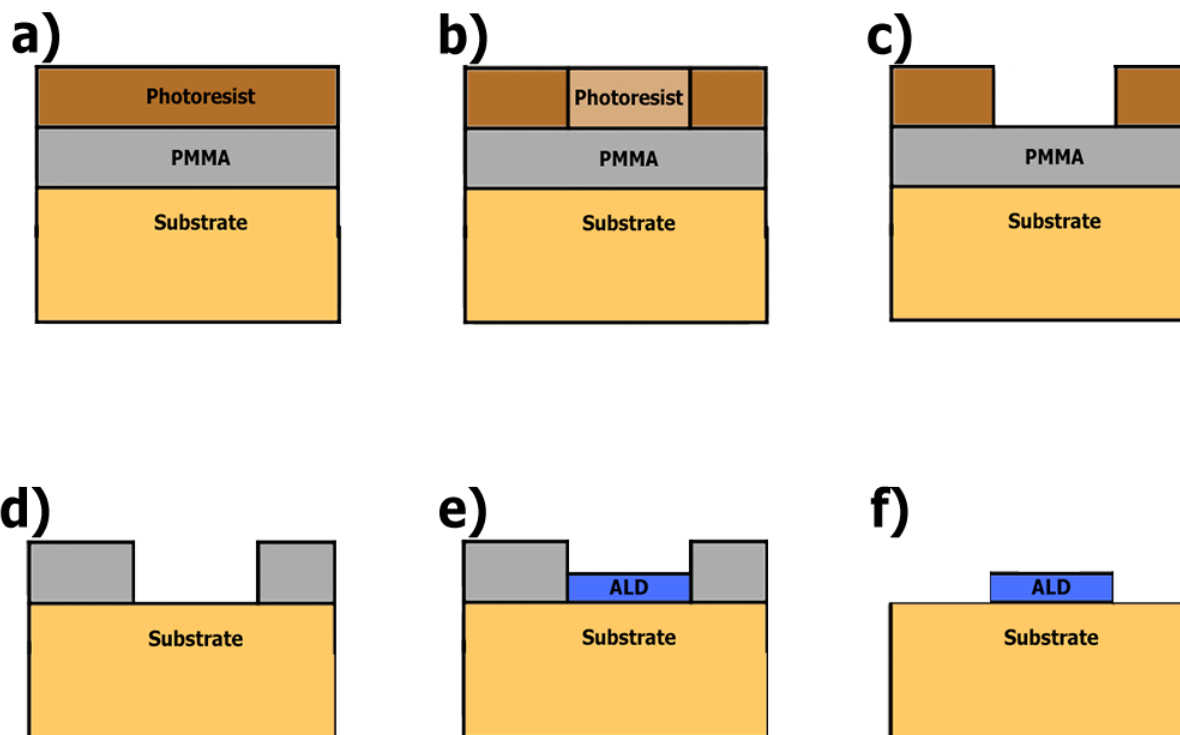 a)
Photoresist
PMMA
Substrate
b)
Photoresist
PMMA
Substrate
c)
PMMA
Substrate
d)
Substrate
e)
ALD
Substrate
f)
ALD
Substrate